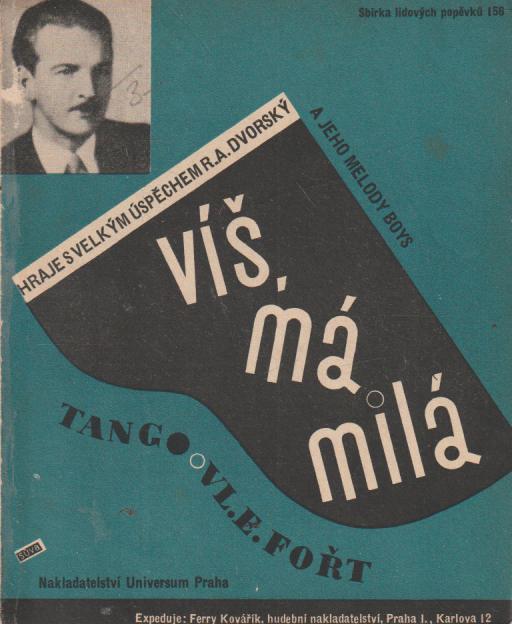 Sbírka lidových popěvků 156
3-
HRAJE S VELKÝM ÚSPĚCHEM R.A. DVORSKÝ
A JEHO MELODY BOYS
VÍŠ,
má
milá
TANGO
VL.E.FOŘT
Nakladatelství Universum Praha
Expeduje: Ferry Kovářík, hudební nakladatelství, Praha I., Karlova 12